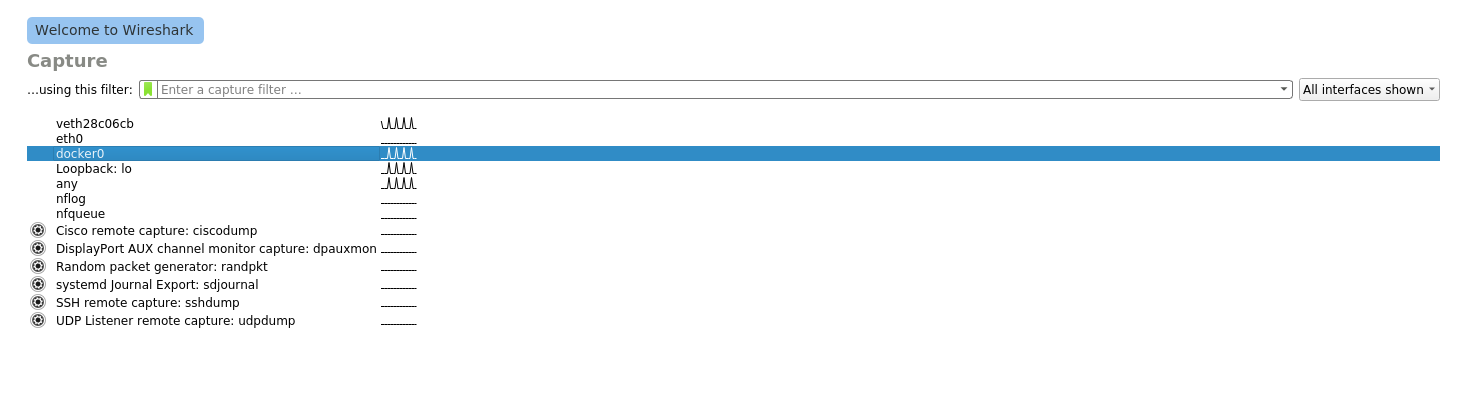 Welcome to Wireshark
Capture
...using this filter: Enter a capture filter ... All interfaces shown
veth28c06cb
eth0
docker0
Loopback: lo
any
nflog
nfqueue
Cisco remote capture: ciscodump
DisplayPort AUX channel monitor capture: dpauxmon
Random packet generator: randpkt
systemd Journal Export: sdjournal
SSH remote capture: sshdump
UDP Listener remote capture: udpdump